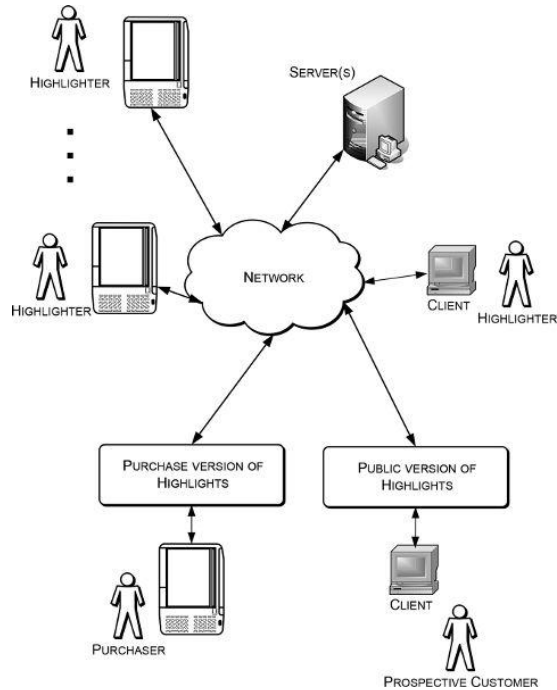 HIGHLIGHTER
SERVER(S)
HIGHLIGHTER
NETWORK
CLIENT
HIGHLIGHTER
PURCHASE VERSION OF
HIGHLIGHTS
PUBLIC VERSION OF
HIGHLIGHTS
PURCHASER
CLIENT
PROSPECTIVE CUSTOMER